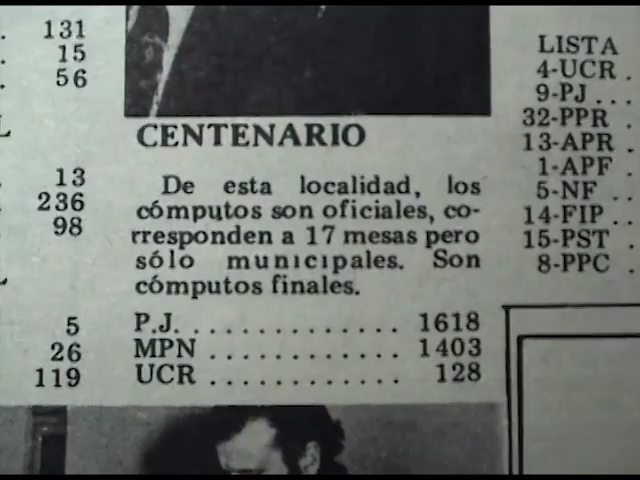 131
15
56
13
236
98
5
26
119
CENTENARIO
De esta localidad, los
cómputos son oficiales, co-
rresponden a 17 mesas pero
sólo municipales. Son
cómputos finales.
P.J. . . . . . . . . . . . . . 1618
MPN . . . . . . . . . . . . 1403
UCR . . . . . . . . . . . . 128
LISTA
4-UCR .
9-PJ . . .
32-PPR .
13-APR .
1-APF .
5-NF . .
14-FIP . .
15-PST .
8-PPC .